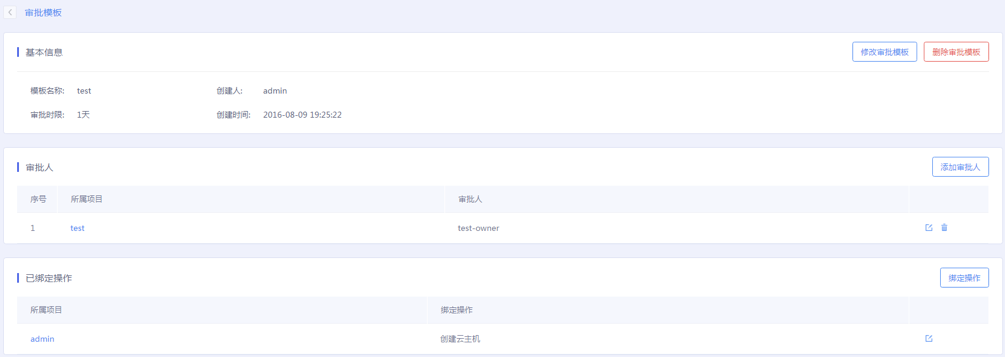 审批模板
基本信息 修改审批模板 删除审批模板
模板名称: test 创建人: admin
审批时限: 1天 创建时间: 2016-08-09 19:25:22
审批人 添加审批人
序号 所属项目 审批人
1 test test-owner
已绑定操作 绑定操作
所属项目 绑定操作
admin 创建云主机